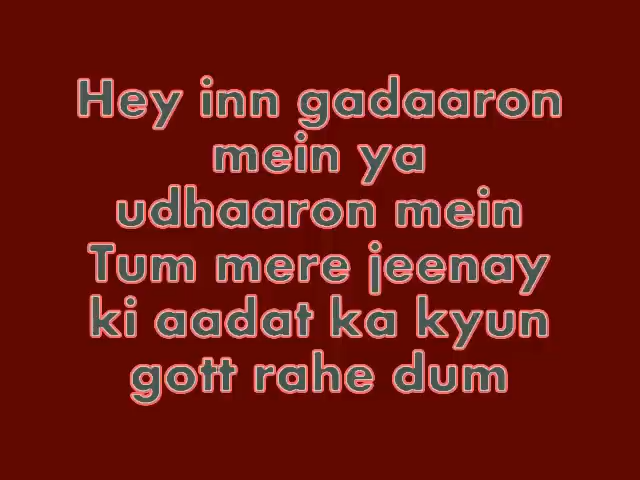 Hey inn gadaaron
mein ya
udhaaron mein
Tum mere jeenay
ki aadat ka kyun
gott rahe dum